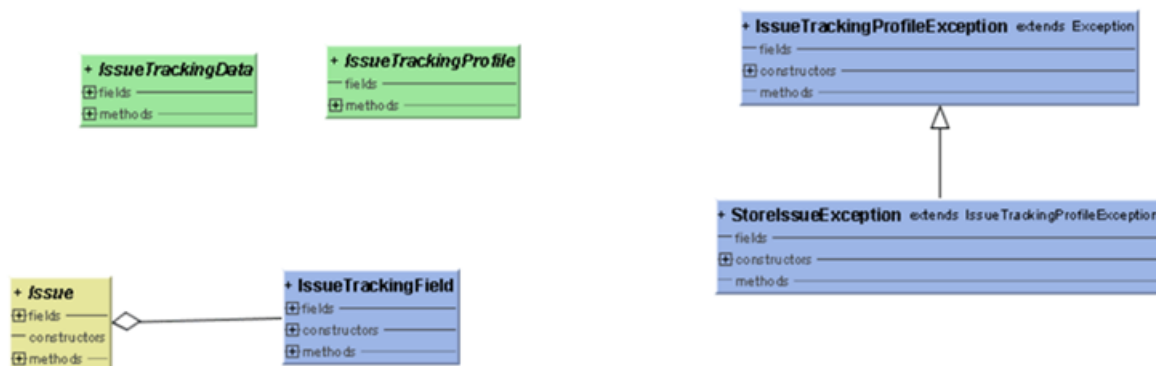 + IssueTrackingData
fields
methods
+ IssueTrackingProfile
fields
methods
+ IssueTrackingProfileException extends Exception
fields
constructors
methods
+ StoreIssueException extends IssueTrackingProfileException
fields
constructors
methods
+ Issue
fields
constructors
methods
+ IssueTrackingField
fields
constructors
methods